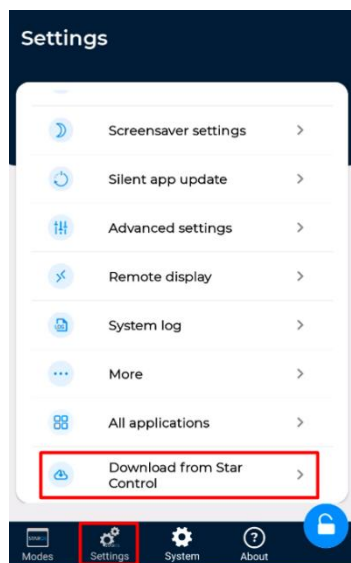 Settings
Screensaver settings
Silent app update
Advanced settings
Remote display
LOG
System log
More
All applications
Download from Star
Control
Modes
Settings
System
About